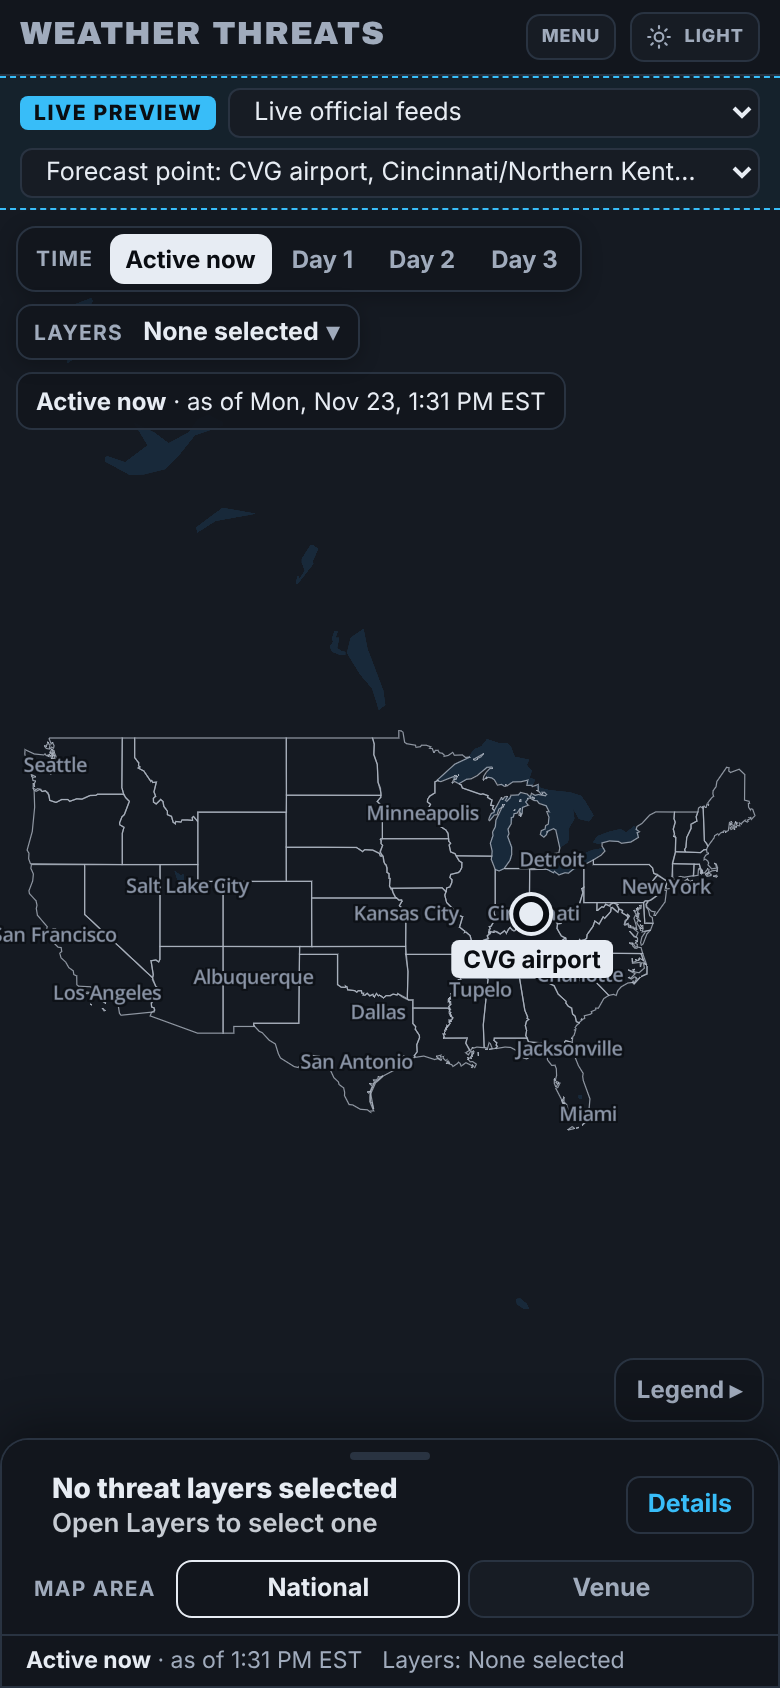 WEATHER THREATS MENU LIGHT
LIVE PREVIEW Live official feeds
Forecast point: CVG airport, Cincinnati/Northern Kent...
TIME Active now Day 1 Day 2 Day 3
LAYERS None selected ▾
Active now · as of Mon, Nov 23, 1:31 PM EST
Seattle
Minneapolis
Detroit
Salt Lake City
New York
Kansas City
San Francisco
CVG airport
Albuquerque
Tupelo
Los Angeles
Dallas
Jacksonville
San Antonio
Miami
Legend ▸
No threat layers selected
Open Layers to select one
Details
MAP AREA National Venue
Active now · as of 1:31 PM EST Layers: None selected